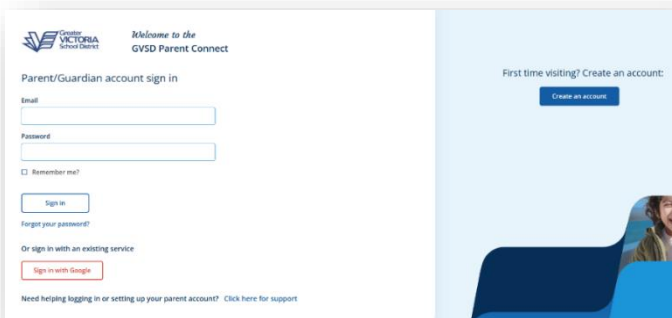 Greater
VICTORIA
School District
Welcome to the
GVSD Parent Connect
Parent/Guardian account sign in
Email
Password
Remember me?
Sign in
Forgot your password?
Or sign in with an existing service
Sign in with Google
Need helping logging in or setting up your parent account? Click here for support
First time visiting? Create an account:
Create an account